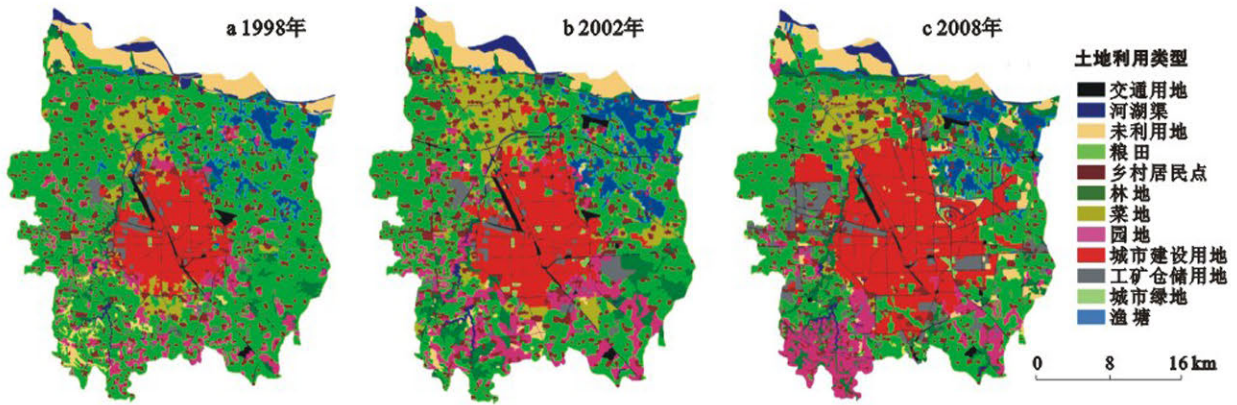 a 1998年
b 2002年
c 2008年
土地利用类型
交通用地
河湖渠
未利用地
粮田
乡村居民点
林地
菜地
园地
城市建设用地
工矿仓储用地
城市绿地
渔塘
0 8 16 km